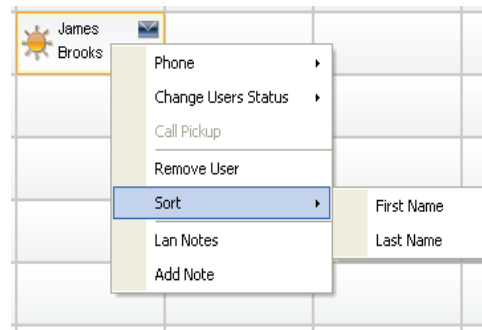 James
Brooks
Phone
Change Users Status
Call Pickup
Remove User
Sort
First Name
Last Name
Lan Notes
Add Note